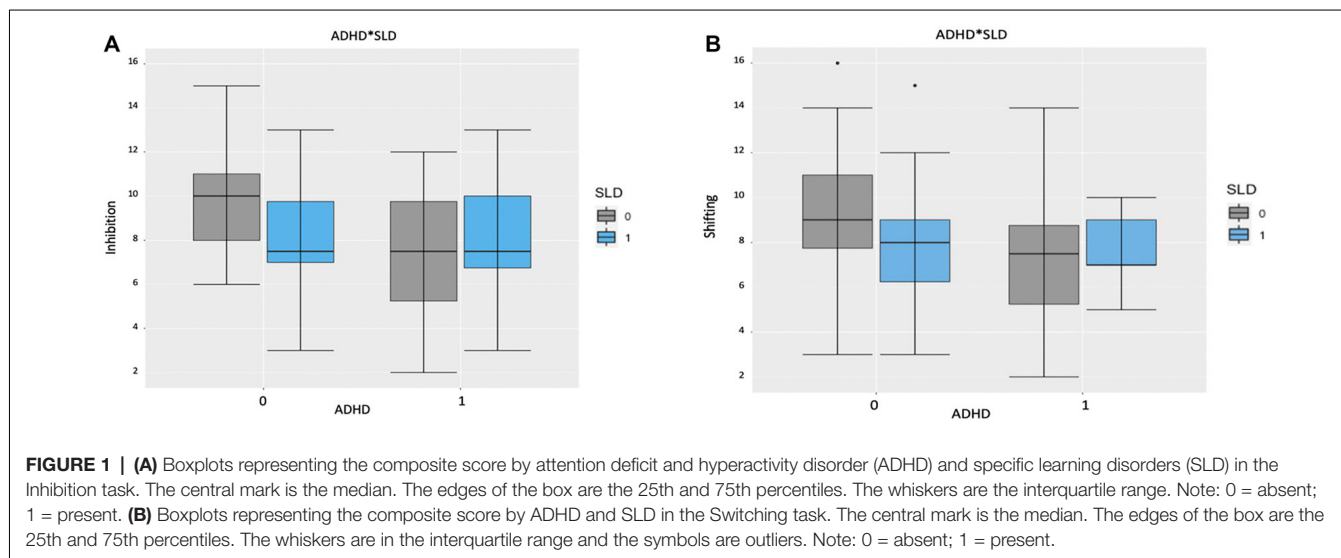 A
ADHD*SLD
16
14
12
10
8
6
4
2
Inhibition
0
1
ADHD
SLD
0
1
B
ADHD*SLD
16
14
12
10
8
6
4
2
Shifting
0
1
ADHD
SLD
0
1
FIGURE 1 | (A) Boxplots representing the composite score by attention deficit and hyperactivity disorder (ADHD) and specific learning disorders (SLD) in the
Inhibition task. The central mark is the median. The edges of the box are the 25th and 75th percentiles. The whiskers are the interquartile range. Note: 0 = absent;
1 = present. (B) Boxplots representing the composite score by ADHD and SLD in the Switching task. The central mark is the median. The edges of the box are the
25th and 75th percentiles. The whiskers are in the interquartile range and the symbols are outliers. Note: 0 = absent; 1 = present.